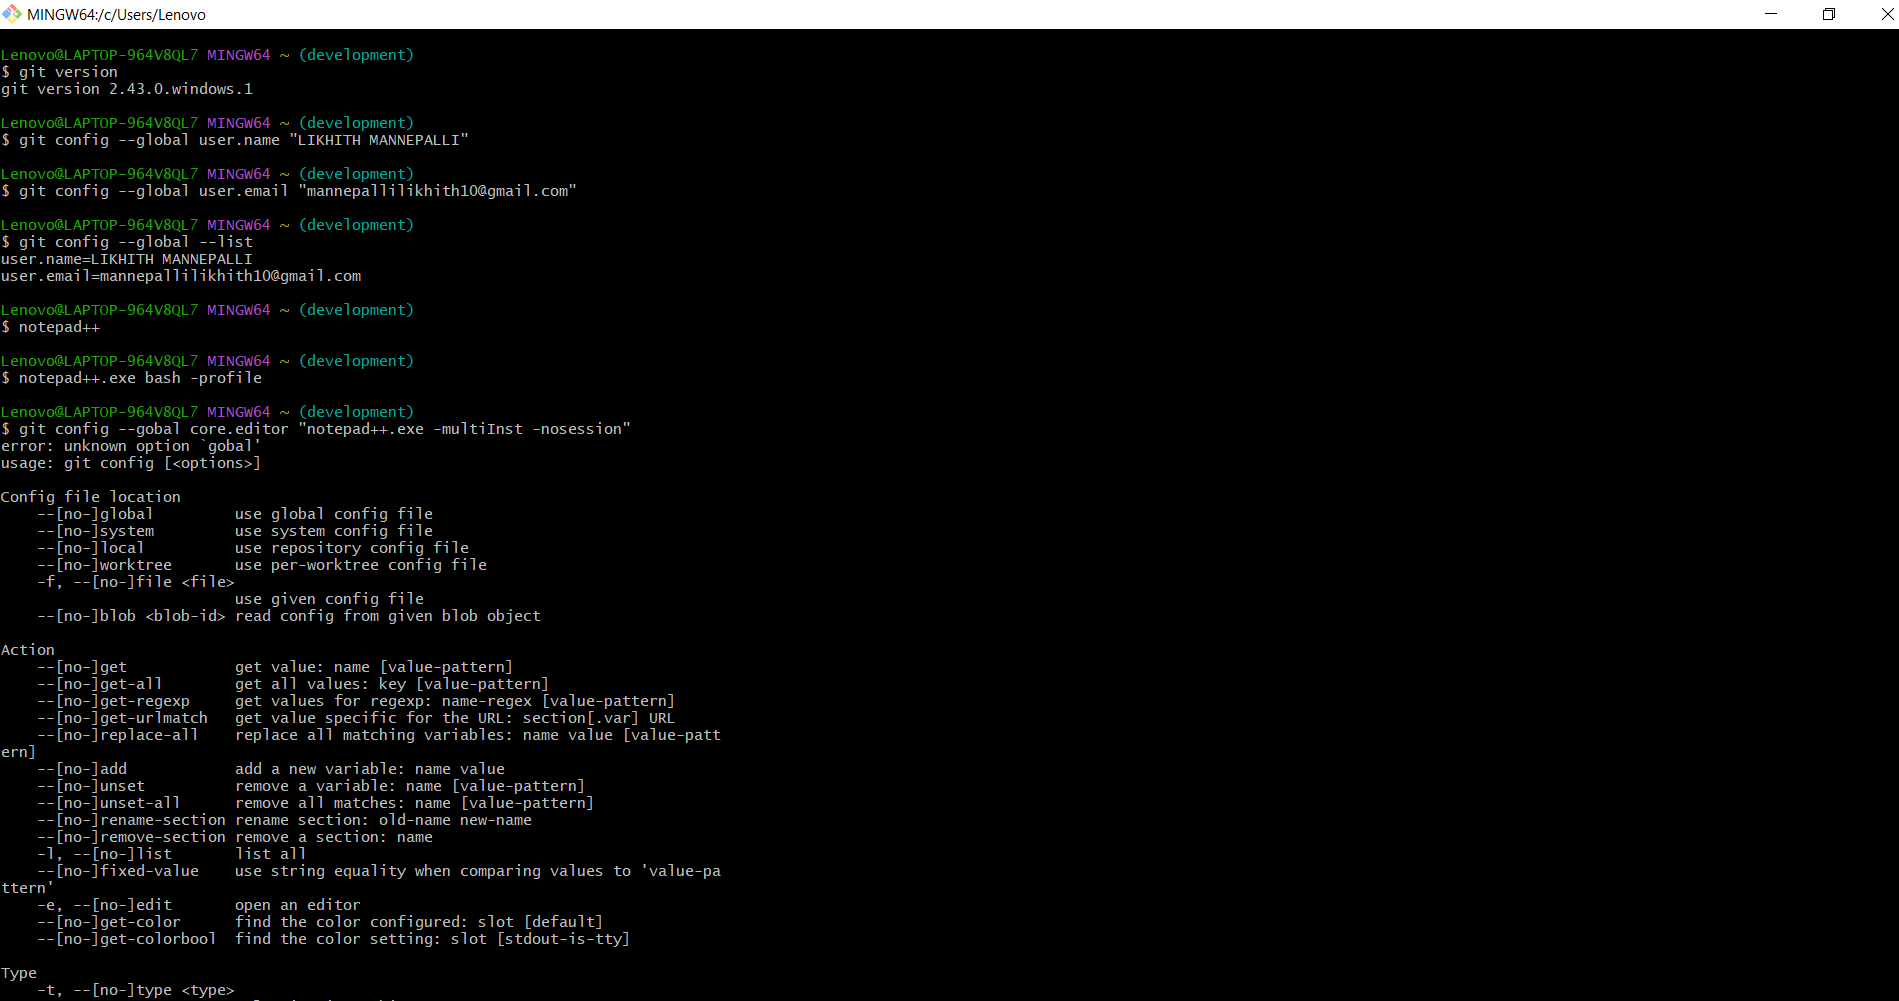 MINGW64:/c/Users/Lenovo
Lenovo@LAPTOP-964V8QL7 MINGW64 ~ (development)
$ git version
git version 2.43.0.windows.1
Lenovo@LAPTOP-964V8QL7 MINGW64 ~ (development)
$ git config --global user.name "LIKHITH MANNEPALLI"
Lenovo@LAPTOP-964V8QL7 MINGW64 ~ (development)
$ git config --global user.email "mannepallilikhith10@gmail.com"
Lenovo@LAPTOP-964V8QL7 MINGW64 ~ (development)
$ git config --global --list
user.name=LIKHITH MANNEPALLI
user.email=mannepallilikhith10@gmail.com
Lenovo@LAPTOP-964V8QL7 MINGW64 ~ (development)
$ notepad++
Lenovo@LAPTOP-964V8QL7 MINGW64 ~ (development)
$ notepad++.exe bash -profile
Lenovo@LAPTOP-964V8QL7 MINGW64 ~ (development)
$ git config --gobal core.editor "notepad++.exe -multiInst -nosession"
error: unknown option `gobal'
usage: git config [<options>]
Config file location
--[no-]global use global config file
--[no-]system use system config file
--[no-]local use repository config file
--[no-]worktree use per-worktree config file
-f, --[no-]file <file>
use given config file
--[no-]blob <blob-id> read config from given blob object
Action
--[no-]get get value: name [value-pattern]
--[no-]get-all get all values: key [value-pattern]
--[no-]get-regexp get values for regexp: name-regex [value-pattern]
--[no-]get-urlmatch get value specific for the URL: section[.var] URL
--[no-]replace-all replace all matching variables: name value [value-patt
ern]
--[no-]add add a new variable: name value
--[no-]unset remove a variable: name [value-pattern]
--[no-]unset-all remove all matches: name [value-pattern]
--[no-]rename-section rename section: old-name new-name
--[no-]remove-section remove a section: name
-l, --[no-]list list all
--[no-]fixed-value use string equality when comparing values to 'value-pa
ttern'
-e, --[no-]edit open an editor
--[no-]get-color find the color configured: slot [default]
--[no-]get-colorbool find the color setting: slot [stdout-is-tty]
Type
-t, --[no-]type <type>